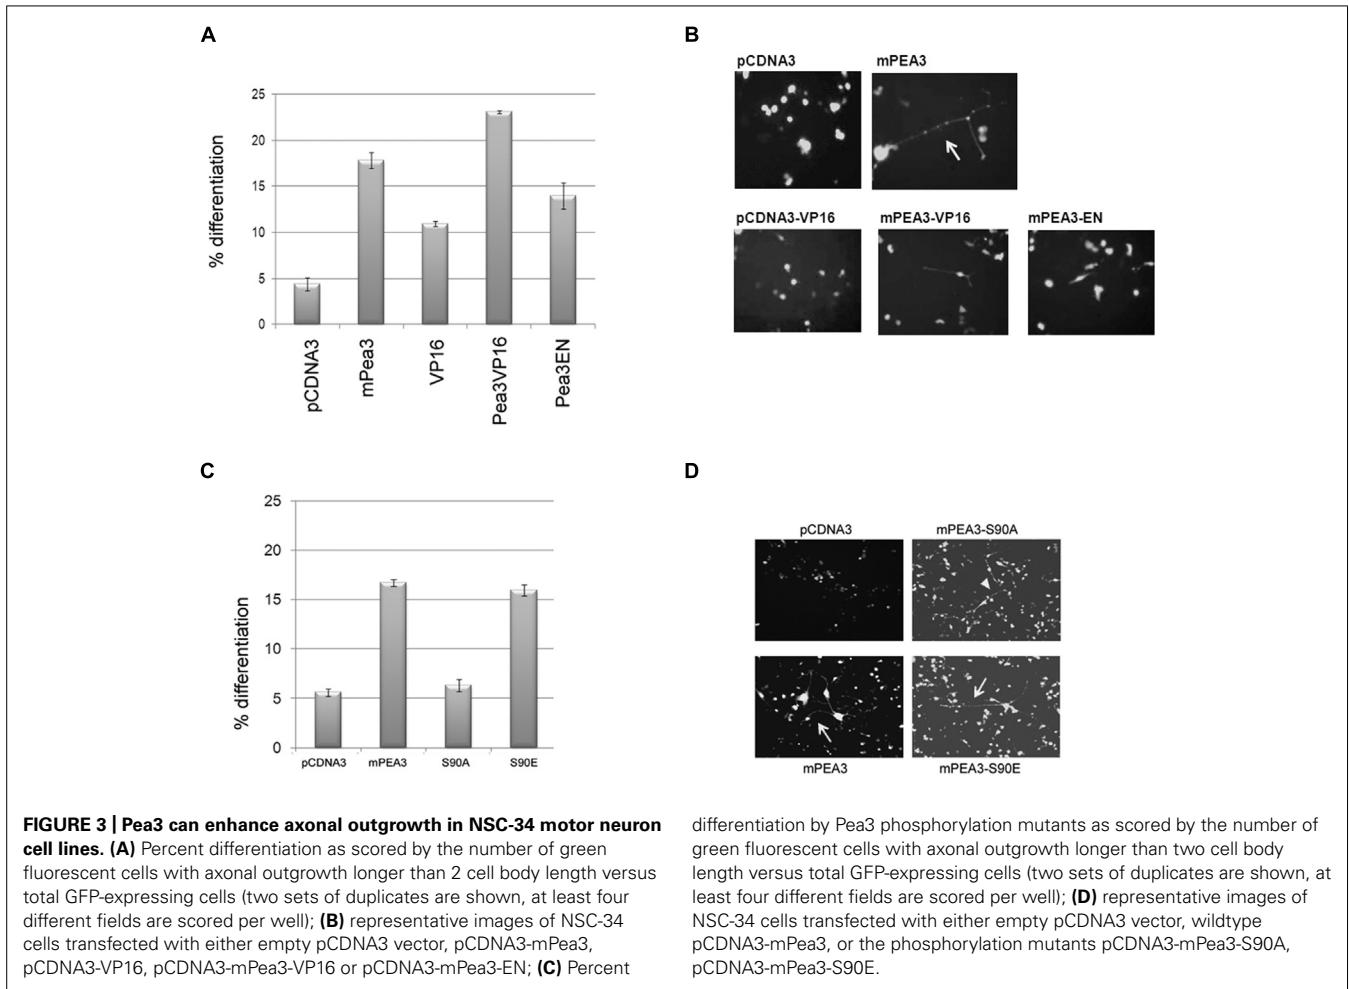 A
25
20
15
10
5
0
% differentiation
pCDNA3
mPea3
VP16
Pea3VP16
Pea3EN
B
pCDNA3
mPEA3
pCDNA3-VP16
mPEA3-VP16
mPEA3-EN
C
25
20
15
10
5
0
% differentiation
pCDNA3
mPEA3
S90A
S90E
D
pCDNA3
mPEA3-S90A
mPEA3
mPEA3-S90E
FIGURE 3 | Pea3 can enhance axonal outgrowth in NSC-34 motor neuron
cell lines. (A) Percent differentiation as scored by the number of green
fluorescent cells with axonal outgrowth longer than 2 cell body length versus
total GFP-expressing cells (two sets of duplicates are shown, at least four
different fields are scored per well); (B) representative images of NSC-34
cells transfected with either empty pCDNA3 vector, pCDNA3-mPea3,
pCDNA3-VP16, pCDNA3-mPea3-VP16 or pCDNA3-mPea3-EN; (C) Percent
differentiation by Pea3 phosphorylation mutants as scored by the number of
green fluorescent cells with axonal outgrowth longer than two cell body
length versus total GFP-expressing cells (two sets of duplicates are shown, at
least four different fields are scored per well); (D) representative images of
NSC-34 cells transfected with either empty pCDNA3 vector, wildtype
pCDNA3-mPea3, or the phosphorylation mutants pCDNA3-mPea3-S90A,
pCDNA3-mPea3-S90E.